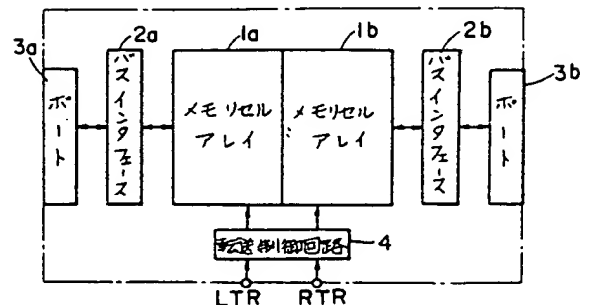 1a
1b
2a
2b
3a
3b
ポート
バスインタフェース
メモリセル
アレイ
メモリセル
アレイ
バスインタフェース
ポート
転送制御回路
4
LTR
RTR